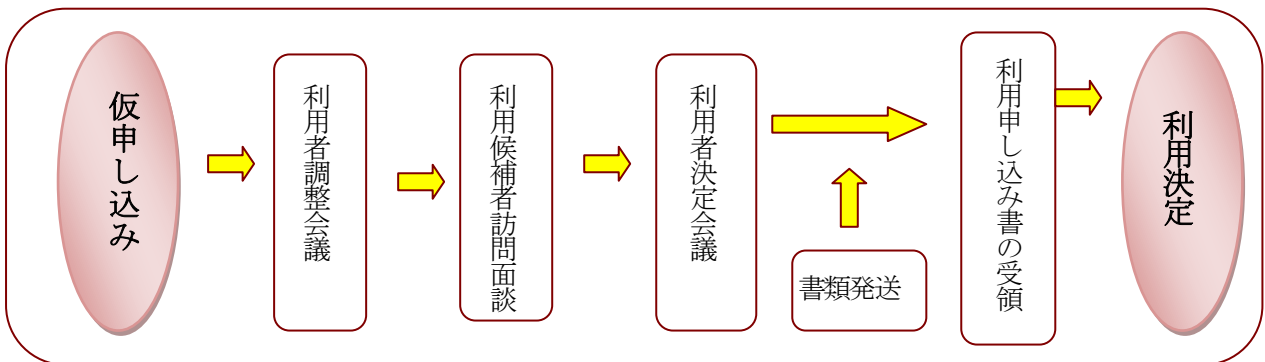 仮申し込み
利用者調整会議
利用候補者訪問面談
利用者決定会議
書類発送
利用申し込み書の受領
利用決定